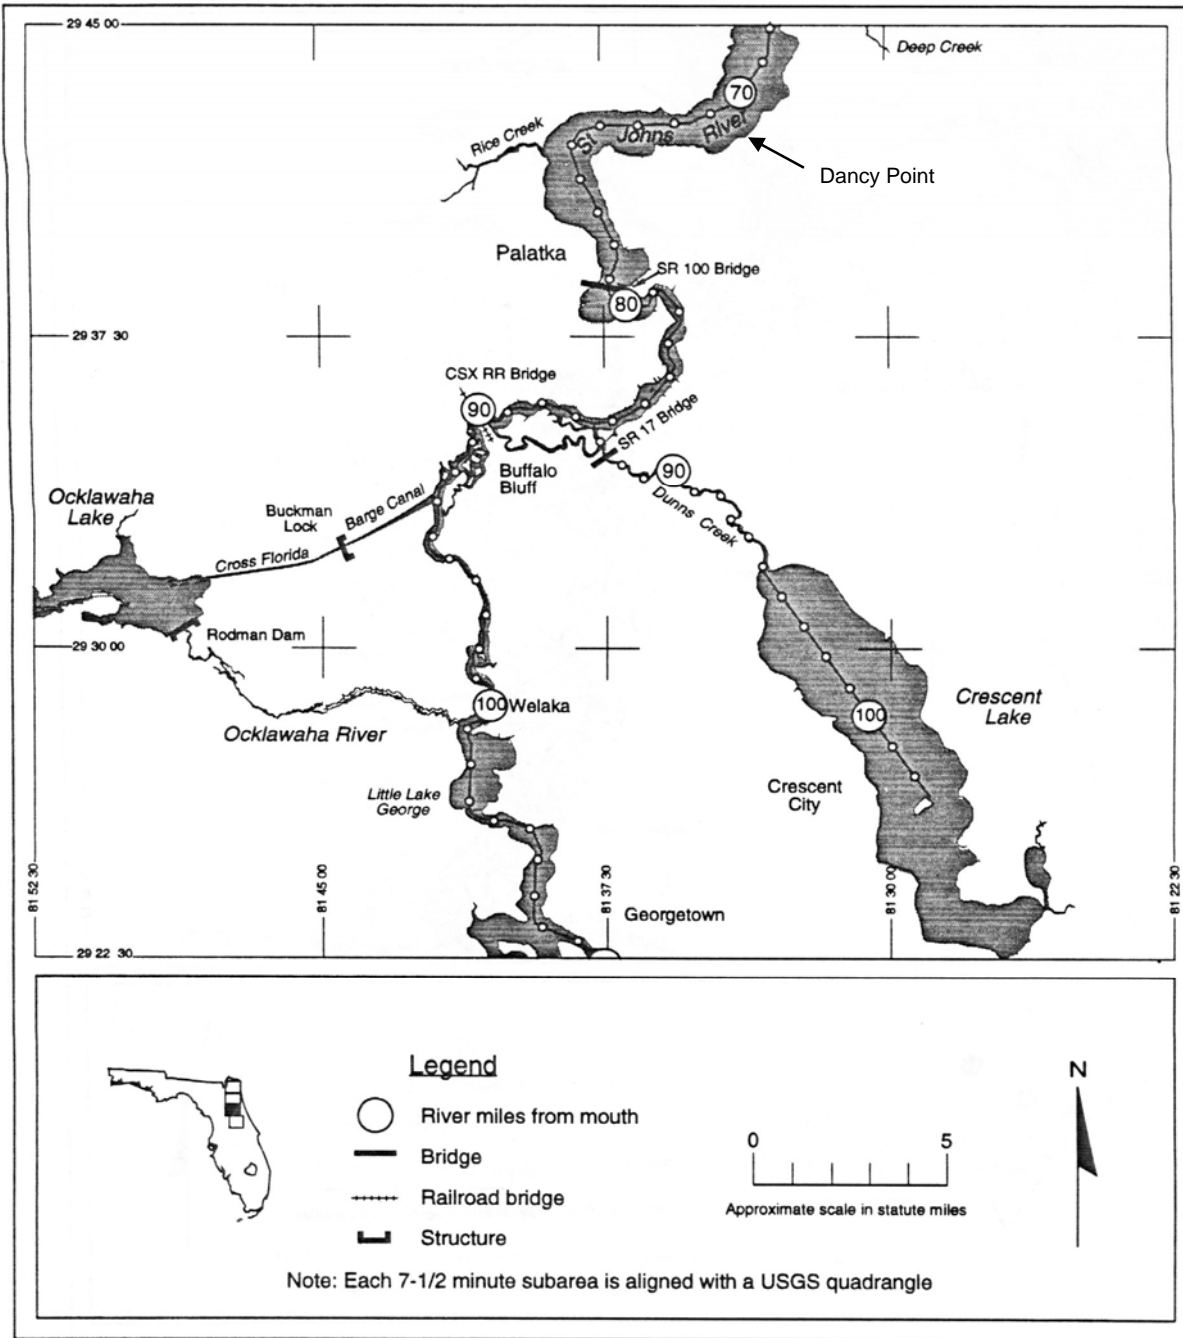 29 45 00
Deep Creek
70
St Johns River
Rice Creek
Dancy Point
Palatka
SR 100 Bridge
80
29 37 30
CSX RR Bridge
90
SR 17 Bridge
Buffalo
Bluff
90
Dunns Creek
Ocklawaha
Lake
Buckman
Lock
Barge Canal
Cross Florida
Rodman Dam
29 30 00
100
Welaka
Ocklawaha River
Crescent
Lake
100
Little Lake
George
Crescent
City
81 52 30
81 45 00
81 37 30
81 30 00
81 22 30
Georgetown
29 22 30
Legend
River miles from mouth
Bridge
Railroad bridge
Structure
0 5
Approximate scale in statute miles
N
Note: Each 7-1/2 minute subarea is aligned with a USGS quadrangle